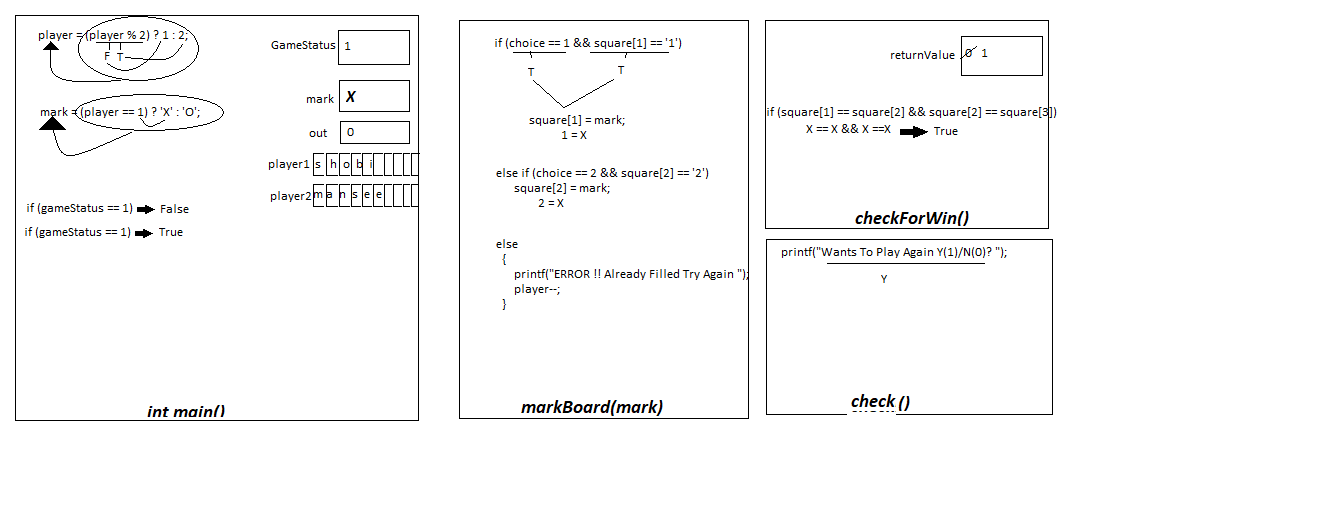 player = (player % 2) ? 1 : 2;
F T
mark = (player == 1) ? 'X' : 'O';
if (gameStatus == 1) False
if (gameStatus == 1) True
GameStatus 1
mark X
out 0
player1 s h o b i
player2 m a n s e e
int main()
if (choice == 1 && square[1] == '1')
T T
square[1] = mark;
1 = X
else if (choice == 2 && square[2] == '2')
square[2] = mark;
2 = X
else
{
printf("ERROR !! Already Filled Try Again ");
player--;
}
markBoard(mark)
returnValue 0 1
if (square[1] == square[2] && square[2] == square[3])
X == X && X ==X True
checkForWin()
printf("Wants To Play Again Y(1)/N(0)? ");
Y
check ()